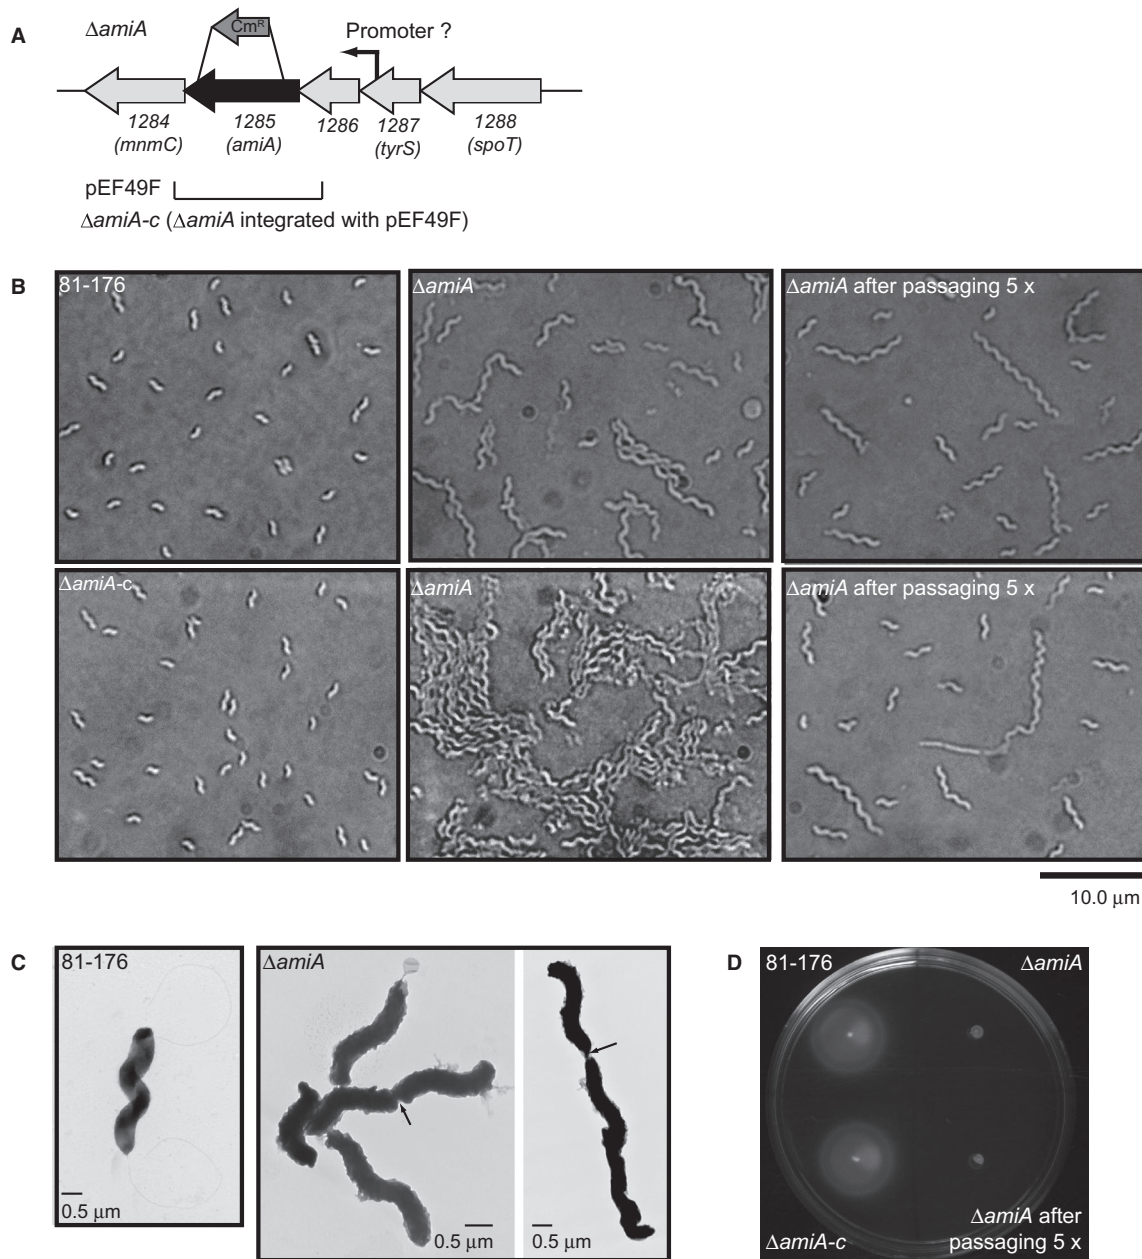 A
ΔamiA
CmR
Promoter ?
1284
(mnmC)
1285
(amiA)
1286
1287
(tyrS)
1288
(spoT)
pEF49F
ΔamiA-c (ΔamiA integrated with pEF49F)
B
81-176
ΔamiA
ΔamiA after passaging 5 x
ΔamiA-c
ΔamiA
ΔamiA after passaging 5 x
10.0 μm
C
81-176
0.5 μm
ΔamiA
0.5 μm
0.5 μm
D
81-176
ΔamiA
ΔamiA-c
ΔamiA after
passaging 5 x